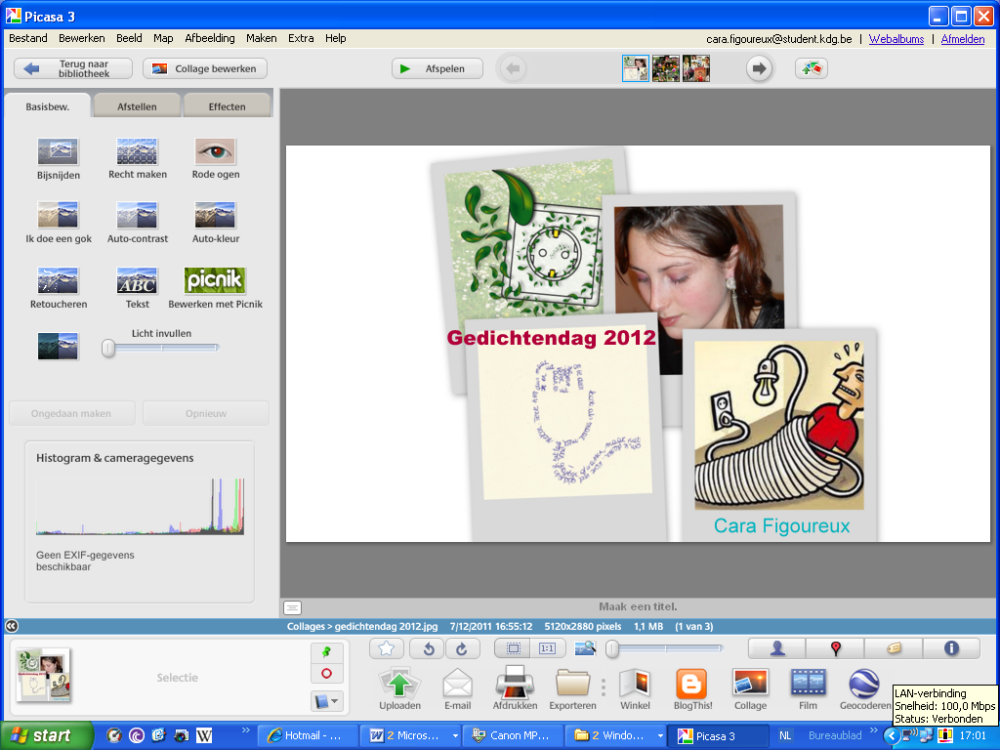 Picasa 3
Bestand Bewerken Beeld Map Afbeelding Maken Extra Help
cara.figoureux@student.kdg.be | Webalbums | Afmelden
Terug naar bibliotheek
Collage bewerken
Afspelen
Basisbew. Afstellen Effecten
Bijsnijden Recht maken Rode ogen
Ik doe een gok Auto-contrast Auto-kleur
ABC
picnik
Retoucheren Tekst Bewerken met Picnik
Licht invullen
Ongedaan maken Opnieuw
Histogram & cameragegevens
Geen EXIF-gegevens
beschikbaar
Gedichtendag 2012
Cara Figoureux
Maak een titel.
Collages > gedichtendag 2012.jpg 7/12/2011 16:55:12 5120x2880 pixels 1,1 MB (1 van 3)
Selectie
1:1
Uploaden E-mail Afdrukken Exporteren Winkel BlogThis! Collage Film Geocoderen
LAN-verbinding
Snelheid: 100,0 Mbps
Status: Verbonden
start
Hotmail - ...
2 Micros...
Canon MP...
2 Windo...
Picasa 3
NL
Bureaublad
17:01